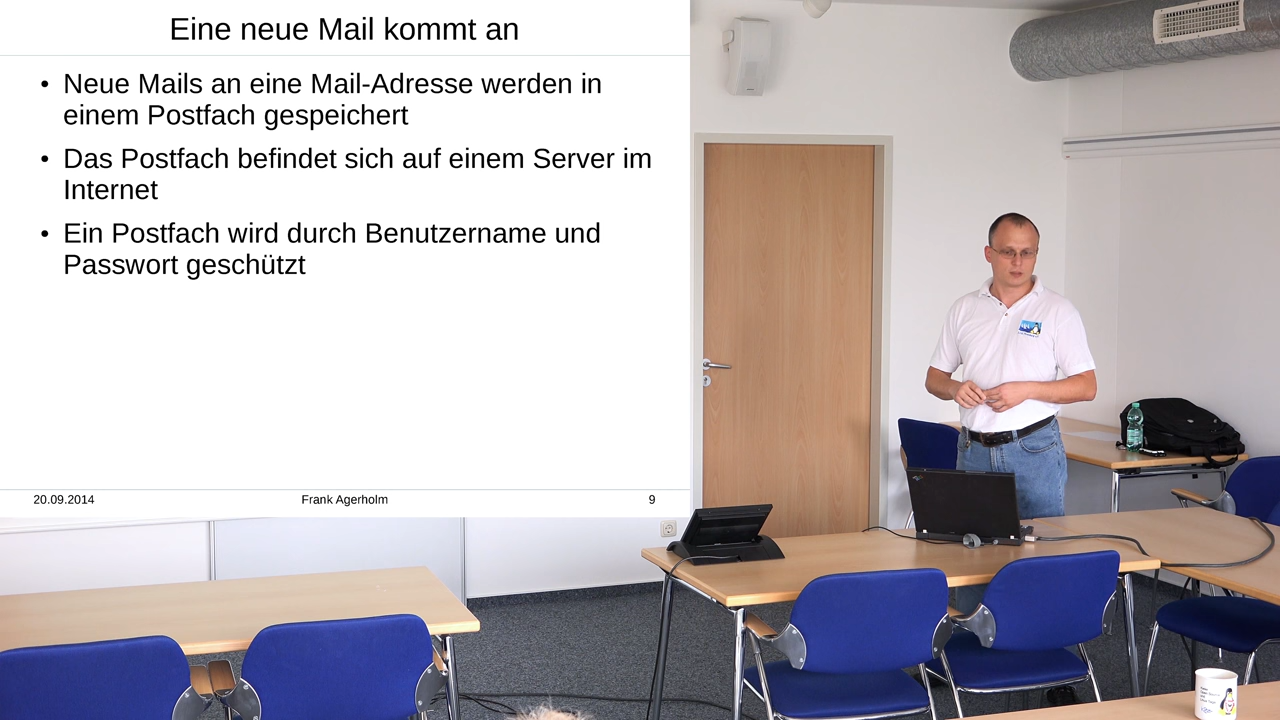 Eine neue Mail kommt an
• Neue Mails an eine Mail-Adresse werden in
einem Postfach gespeichert
• Das Postfach befindet sich auf einem Server im
Internet
• Ein Postfach wird durch Benutzername und
Passwort geschützt
20.09.2014
Frank Agerholm
9